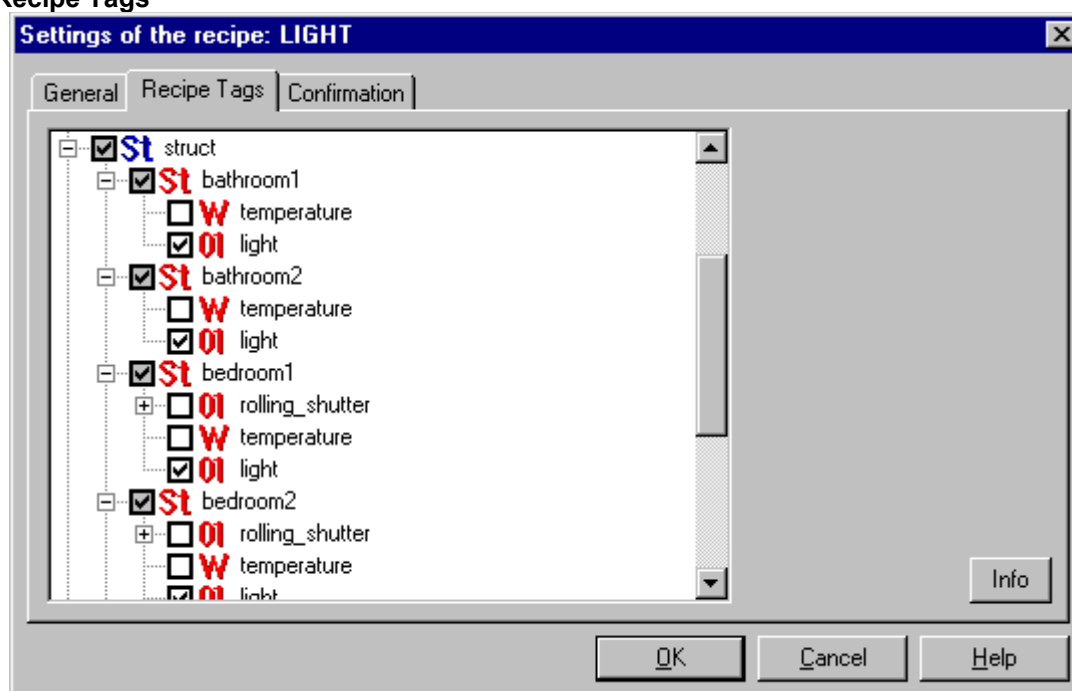 Recipe Tags
Settings of the recipe: LIGHT
General Recipe Tags Confirmation
St struct
St bathroom1
W temperature
01 light
St bathroom2
W temperature
01 light
St bedroom1
01 rolling_shutter
W temperature
01 light
St bedroom2
01 rolling_shutter
W temperature
01 light
Info
OK Cancel Help